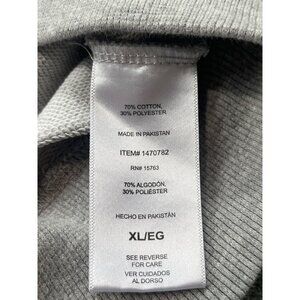 70% COTTON,
30% POLYESTER
MADE IN PAKISTAN
ITEM# 1470782
RN# 15763
70% ALGODÓN,
30% POLIÉSTER
HECHO EN PAKISTÁN
XL/EG
SEE REVERSE
FOR CARE
VER CUIDADOS
AL DORSO